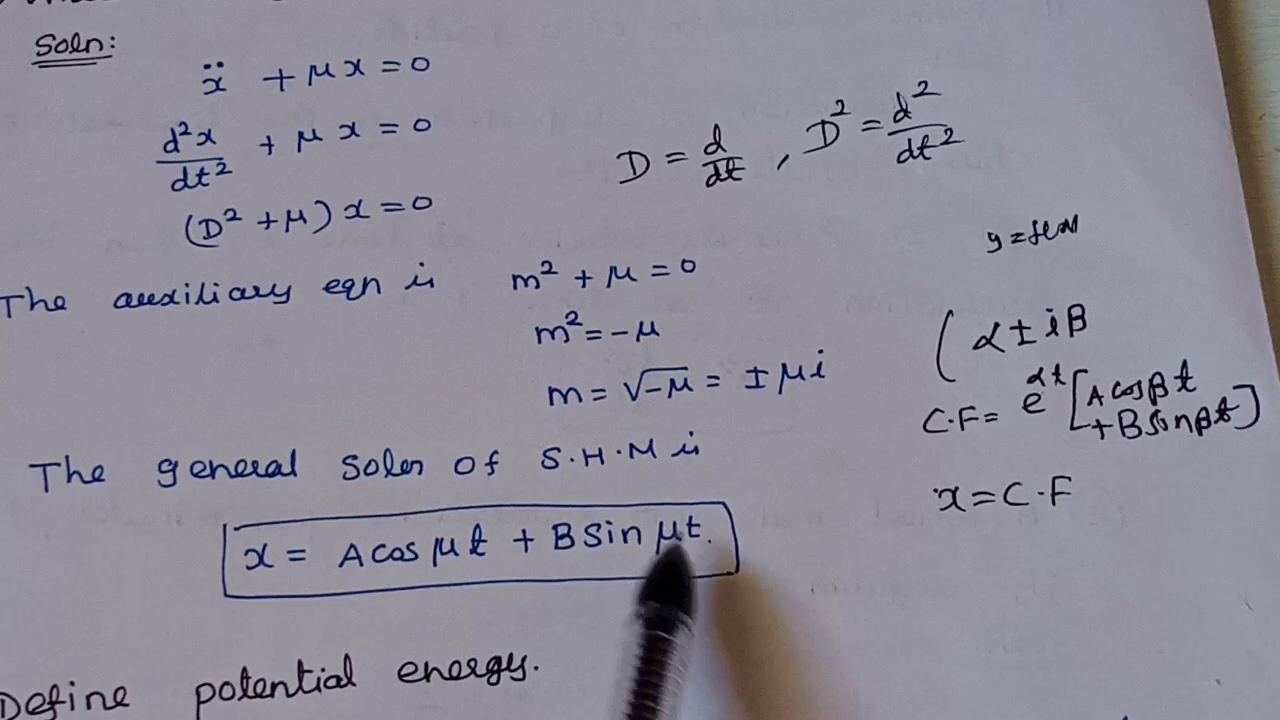 Soln:
ẍ + μx = 0
d²x/dt² + μx = 0
(D² + μ) x = 0
D = d/dt , D² = d²/dt²
The auxiliary eqn is m² + μ = 0
m² = -μ
m = √-μ = ± μi
y = f(x)
( α ± iβ
C.F = e^αt [A cos βt
+ B sin βt]
x = C.F
The general soln of S.H.M is
x = A cos μt + B Sin μt.
Define potential energy.